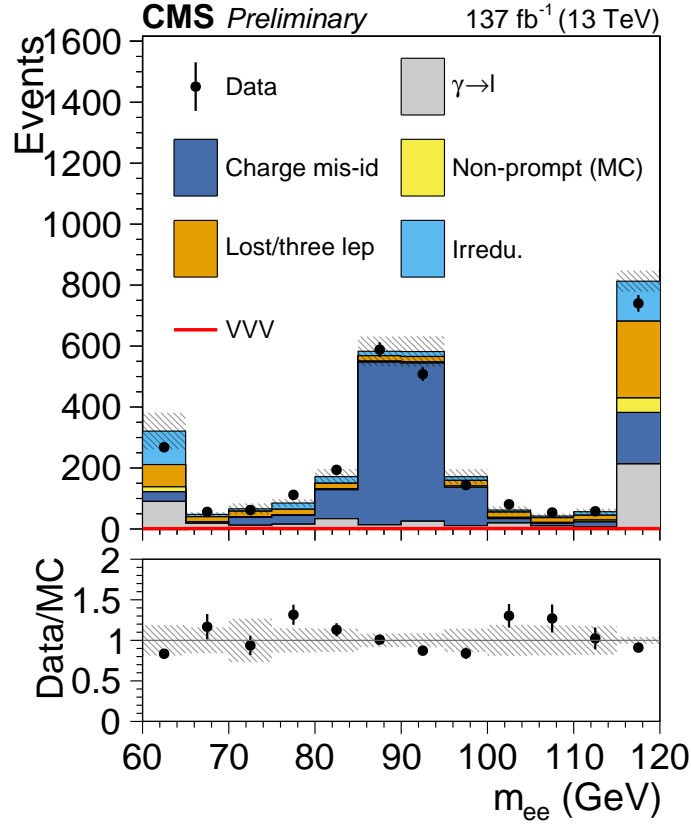 CMS Preliminary 137 fb⁻¹ (13 TeV)
Events
1600
1400
1200
1000
800
600
400
200
0
Data
γ→l
Charge mis-id
Non-prompt (MC)
Lost/three lep
Irredu.
VVV
Data/MC
2
1.5
1
0.5
0
60 70 80 90 100 110 120
m_ee (GeV)